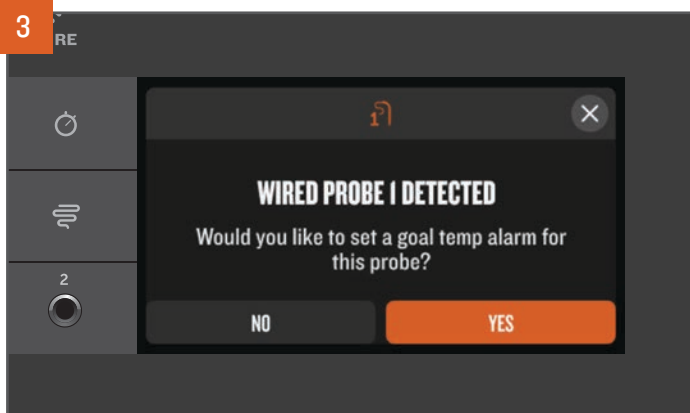 3
RE
1
WIRED PROBE 1 DETECTED
Would you like to set a goal temp alarm for
this probe?
2
NO
YES